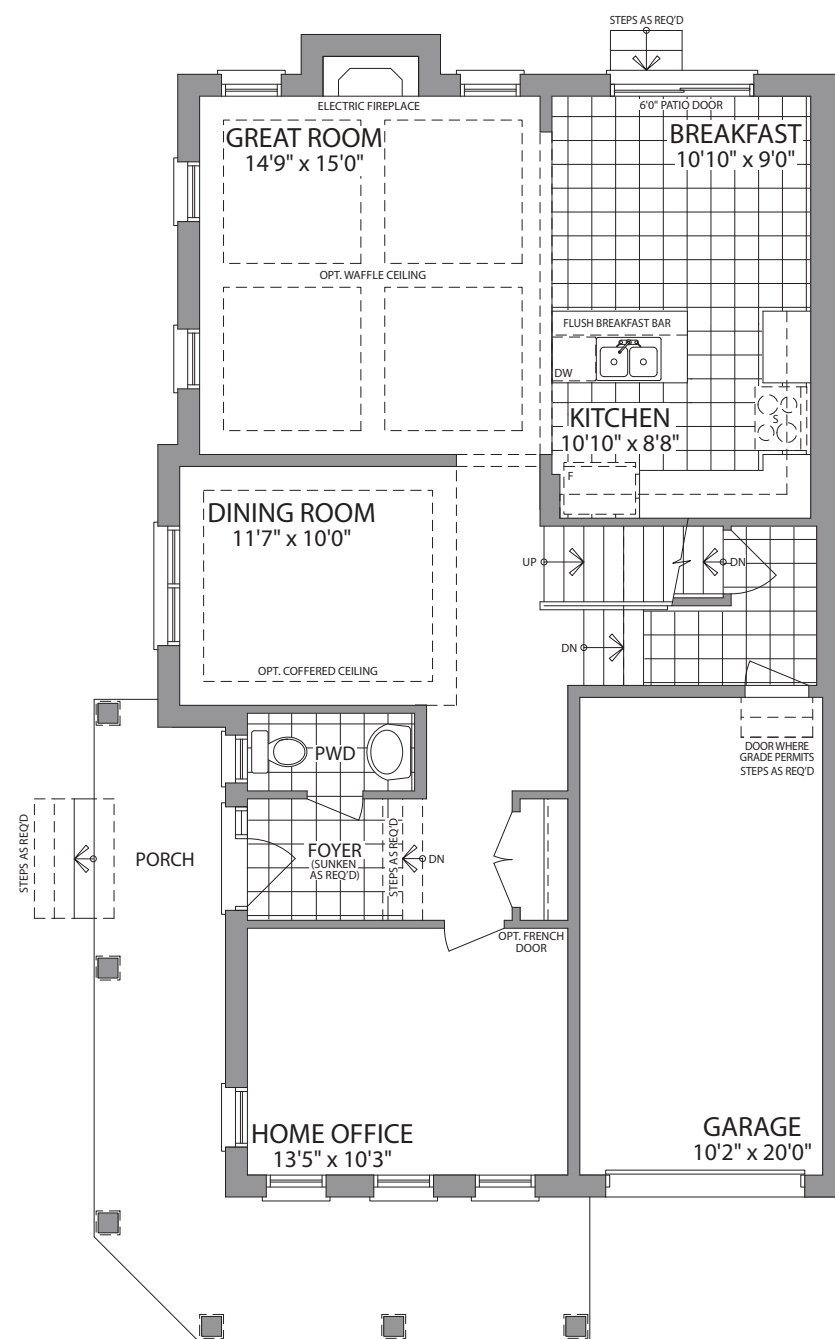 STEPS AS REQ'D
ELECTRIC FIREPLACE
6'0" PATIO DOOR
GREAT ROOM
14'9" x 15'0"
BREAKFAST
10'10" x 9'0"
OPT. WAFFLE CEILING
FLUSH BREAKFAST BAR
DW
KITCHEN
10'10" x 8'8"
S
F
DINING ROOM
11'7" x 10'0"
UP
DN
DN
OPT. COFFERED CEILING
PWD
DOOR WHERE
GRADE PERMITS
STEPS AS REQ'D
STEPS AS REQ'D
PORCH
FOYER
(SUNKEN
AS REQ'D)
STEPS AS REQ'D
DN
OPT. FRENCH
DOOR
HOME OFFICE
13'5" x 10'3"
GARAGE
10'2" x 20'0"